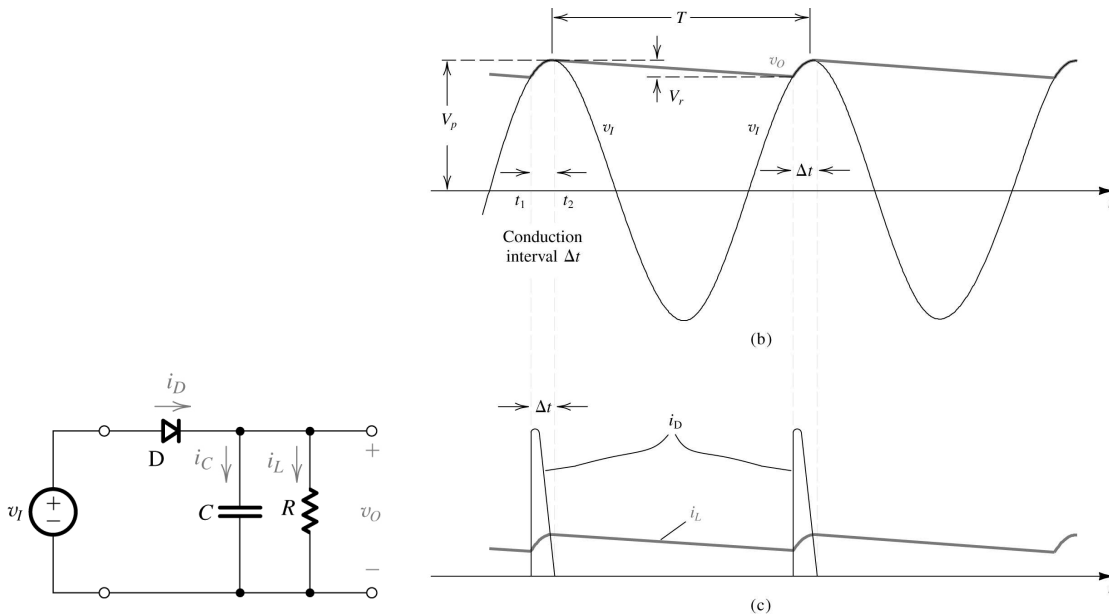 T
v_O
V_r
V_p
v_I
v_I
Δt
t_1
t_2
Conduction
interval Δt
(b)
Δt
i_D
i_L
(c)
i_D
D
i_C
i_L
+
v_I
+
−
C
R
v_O
−